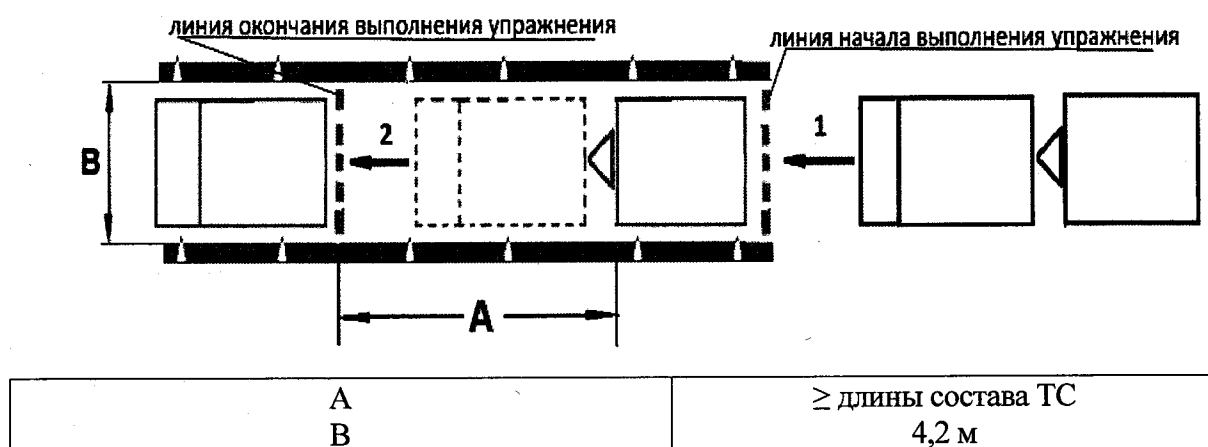 линия окончания выполнения упражнения
линия начала выполнения упражнения
B
2
1
A
A ≥ длины состава ТС
B 4,2 м